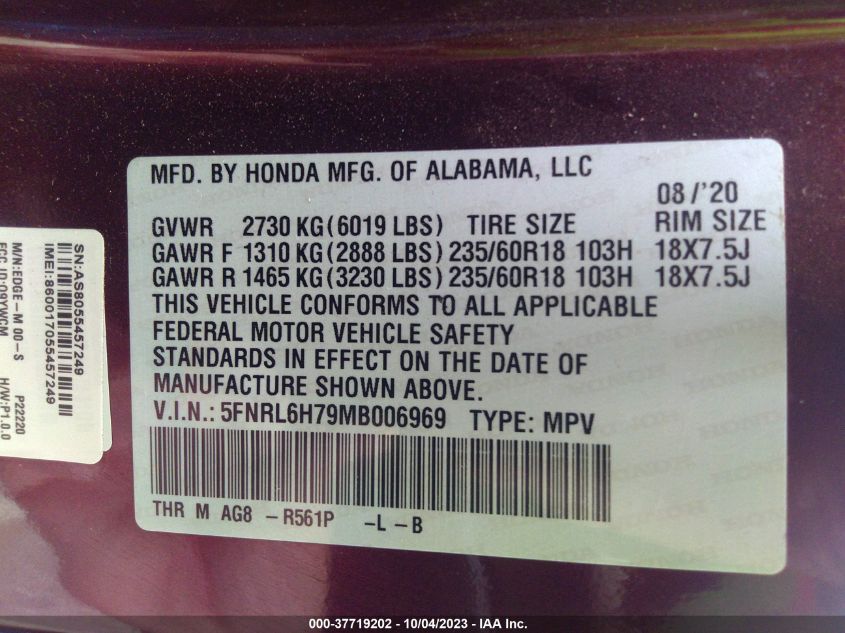 MFD. BY HONDA MFG. OF ALABAMA, LLC
08/'20
GVWR 2730 KG(6019 LBS) TIRE SIZE RIM SIZE
GAWR F 1310 KG(2888 LBS) 235/60R18 103H 18X7.5J
GAWR R 1465 KG(3230 LBS) 235/60R18 103H 18X7.5J
THIS VEHICLE CONFORMS TO ALL APPLICABLE
FEDERAL MOTOR VEHICLE SAFETY
STANDARDS IN EFFECT ON THE DATE OF
MANUFACTURE SHOWN ABOVE.
V.I.N.: 5FNRL6H79MB006969 TYPE: MPV
THR M AG8 -R561P -L -B
SN:AS8055457249
IMEI:860017055457249
M/N:EDGE-M 00-S P22220
H/W:P1.0.0
000-37719202 - 10/04/2023 - IAA Inc.